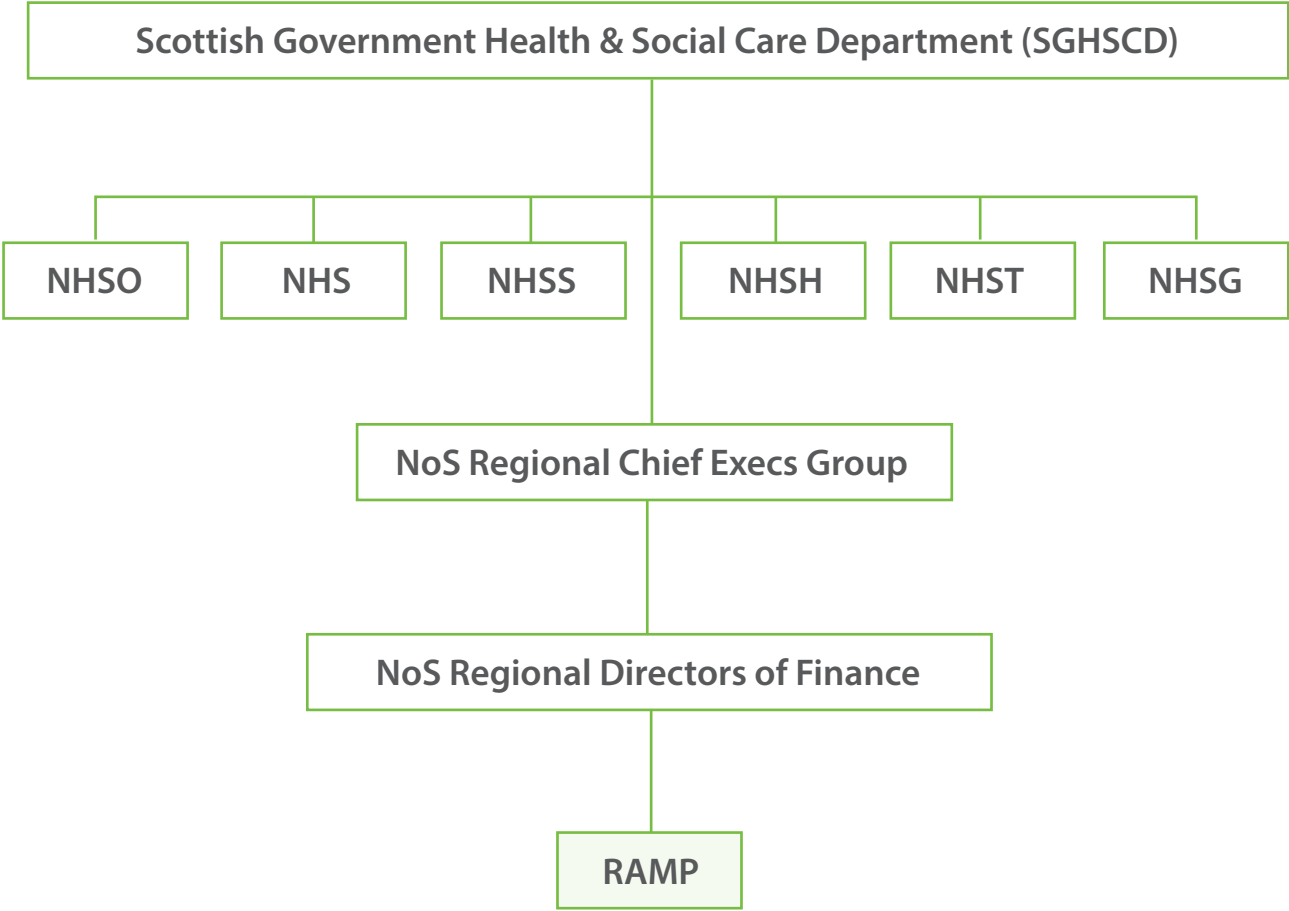 Scottish Government Health & Social Care Department (SGHSCD)
NHSO
NHS
NHSS
NHSH
NHST
NHSG
NoS Regional Chief Execs Group
NoS Regional Directors of Finance
RAMP